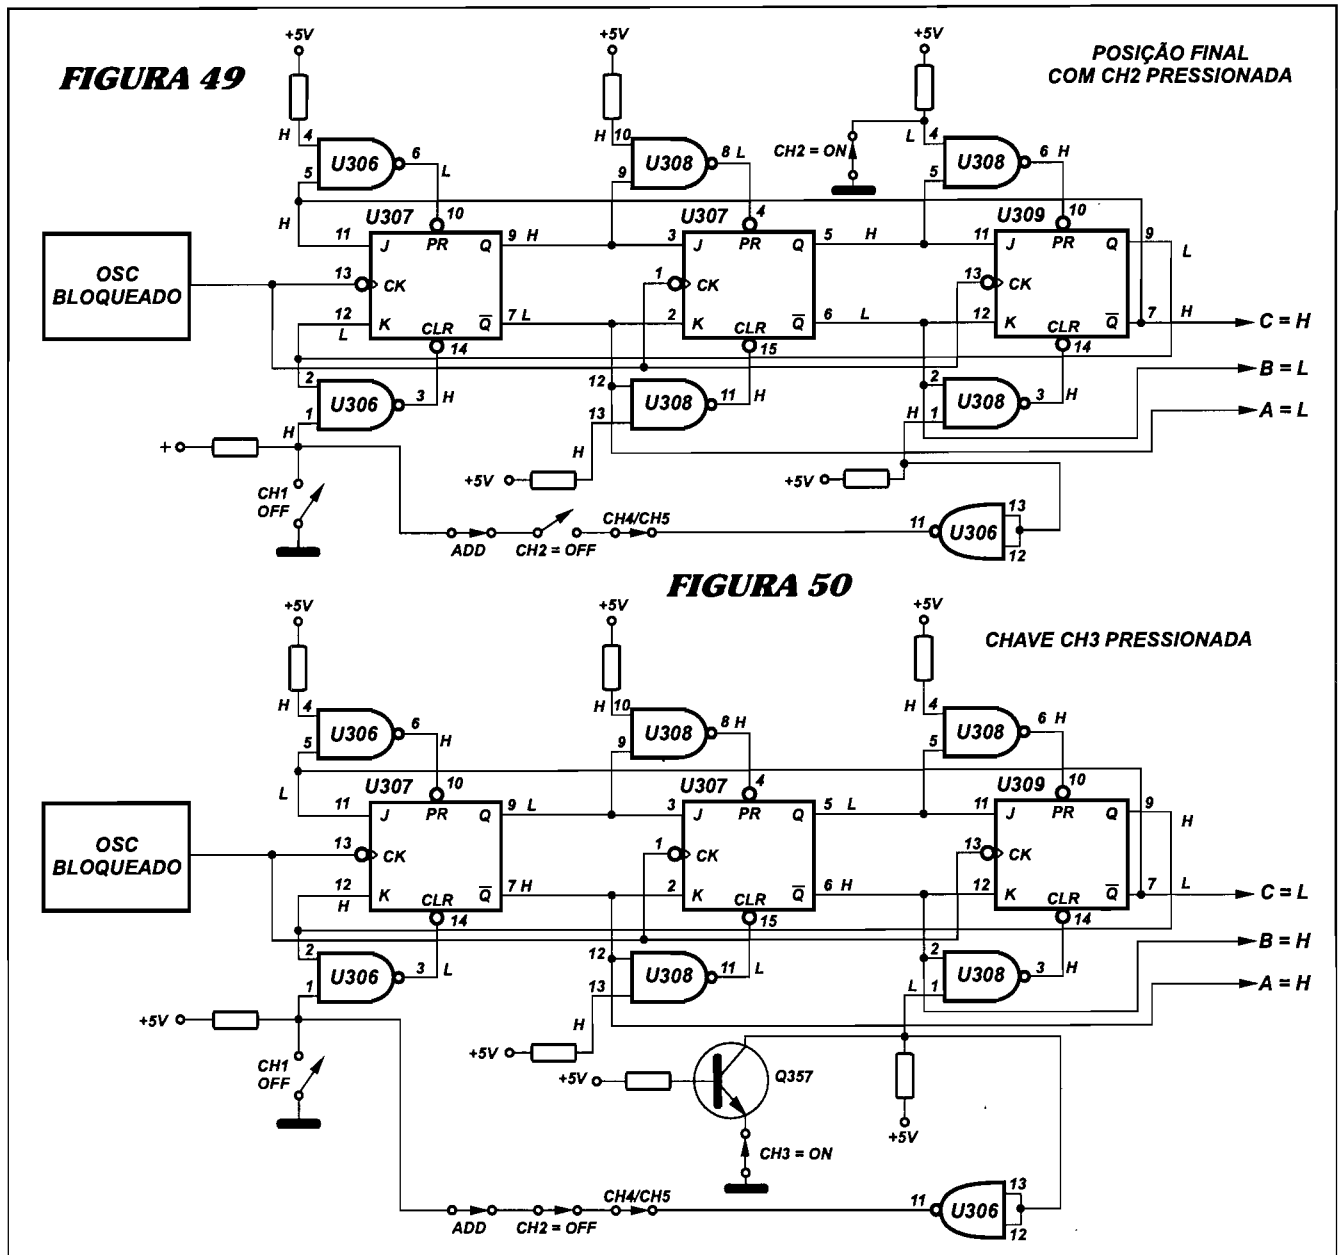 +5V +5V +5V
FIGURA 49
POSIÇÃO FINAL
COM CH2 PRESSIONADA
H 4 H 10 CH2 = ON L 4
U306 6 L U308 8 L U308 6 H
5 9 5
H U307 10 U307 4 U309 10
11 J PR Q 9 H 3 J PR Q 5 H 11 J PR Q 9 L
OSC
BLOQUEADO
13 CK 1 CK 13 CK
12 K CLR Q 7 L 2 K CLR Q 6 L 12 K CLR Q 7 H C = H
L 14 15 14
B = L
2 12 2
U306 3 H U308 11 H U308 3 H A = L
1 13 H 1
+ H H
+5V +5V
CH1
OFF
ADD CH2 = OFF CH4/CH5 11 U306 13
12
FIGURA 50
+5V +5V +5V
CHAVE CH3 PRESSIONADA
H 4 H 10 H 4
U306 6 H U308 8 H U308 6 H
5 9 5
L U307 10 U307 4 U309 10
11 J PR Q 9 L 3 J PR Q 5 L 11 J PR Q 9 H
OSC
BLOQUEADO
13 CK 1 CK 13 CK
12 K CLR Q 7 H 2 K CLR Q 6 H 12 K CLR Q 7 L C = L
H 14 15 14
B = H
2 12 2
U306 3 L U308 11 L U308 3 H A = H
1 13 L 1
+5V H
+5V
CH1
OFF
+5V Q357 +5V
CH3 = ON
ADD CH2 = OFF CH4/CH5 11 U306 13
12